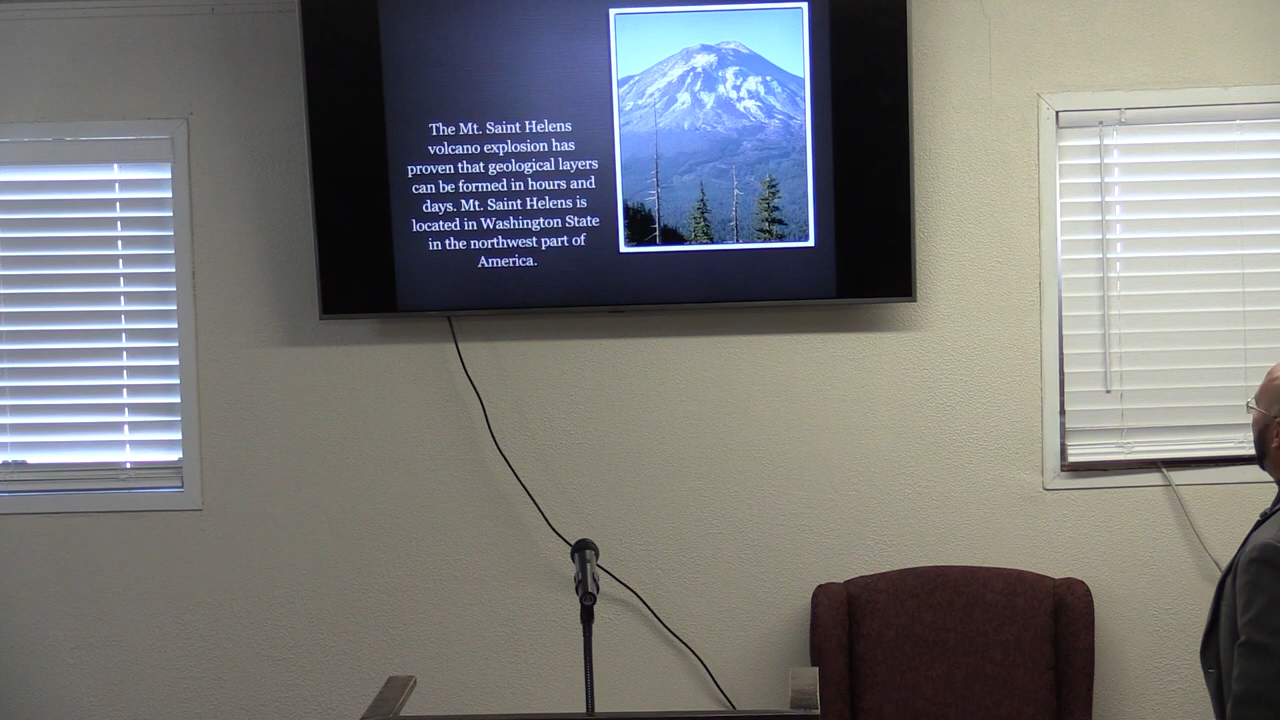 The Mt. Saint Helens
volcano explosion has
proven that geological layers
can be formed in hours and
days. Mt. Saint Helens is
located in Washington State
in the northwest part of
America.